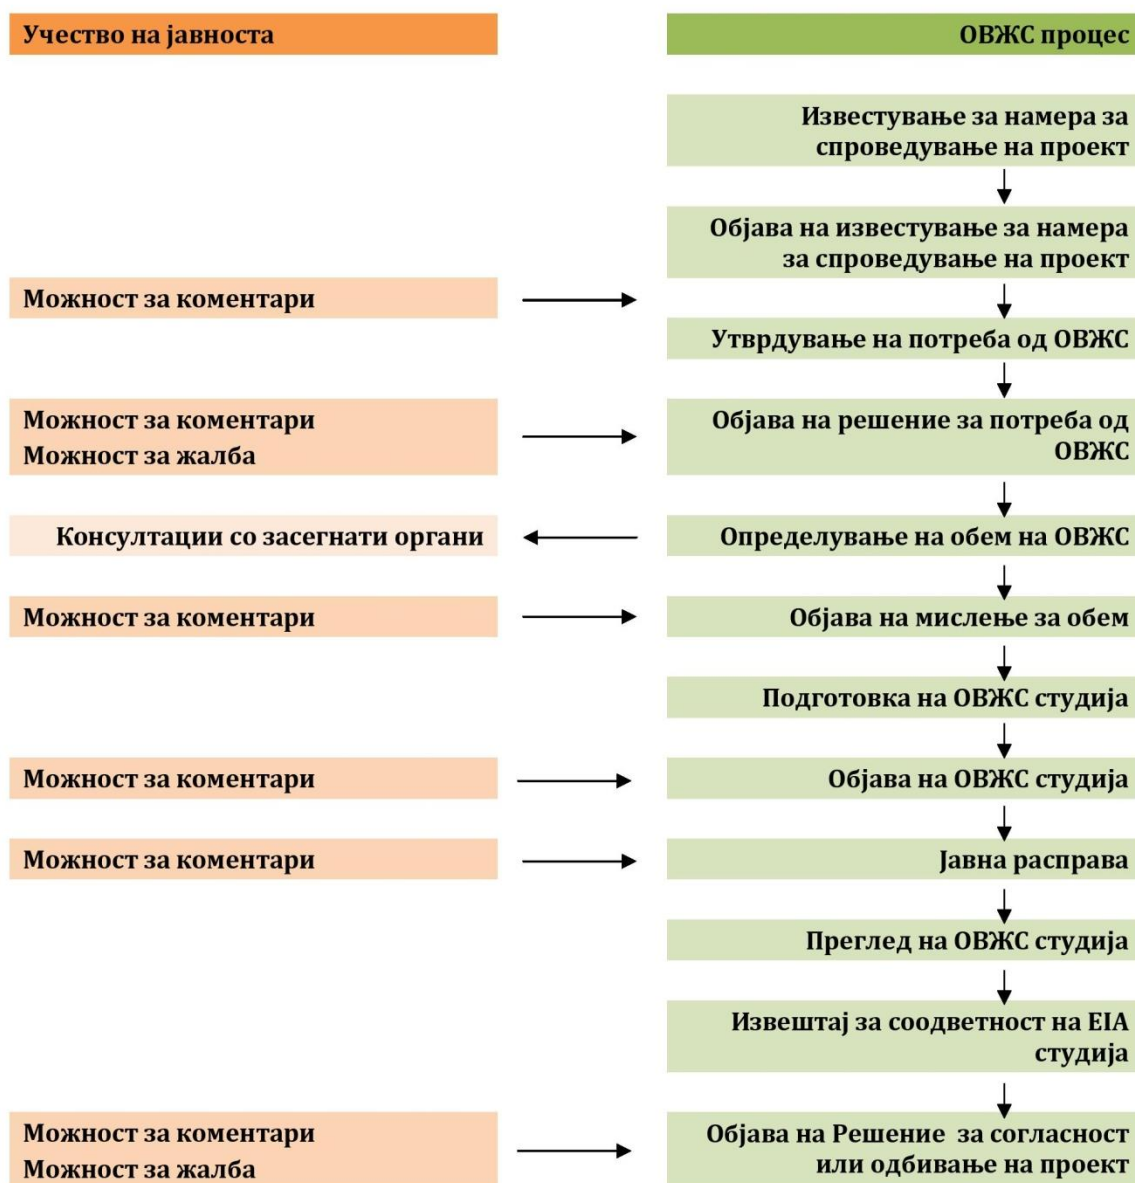 Учество на јавноста
ОВЖС процес
Известување за намера за
спроведување на проект
Објава на известување за намера
за спроведување на проект
Можност за коментари
Утврдување на потреба од ОВЖС
Можност за коментари
Можност за жалба
Објава на решение за потреба од
ОВЖС
Консултации со засегнати органи
Определување на обем на ОВЖС
Можност за коментари
Објава на мислење за обем
Подготовка на ОВЖС студија
Можност за коментари
Објава на ОВЖС студија
Можност за коментари
Јавна расправа
Преглед на ОВЖС студија
Извештај за соодветност на EIA
студија
Можност за коментари
Можност за жалба
Објава на Решение за согласност
или одбивање на проект